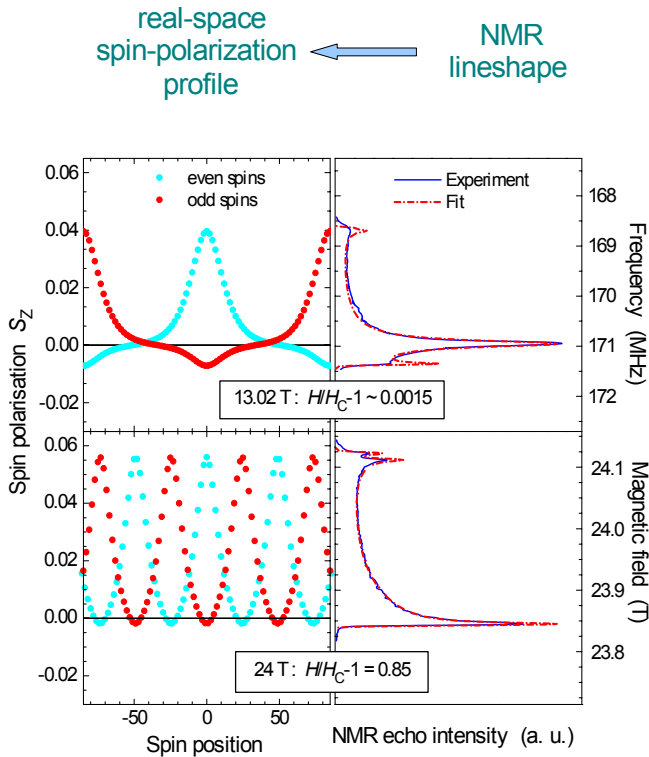 real-space
spin-polarization
profile
NMR
lineshape
0.06
0.04
0.02
0.00
-0.02
even spins
odd spins
Experiment
Fit
168
169
170
171
172
Frequency (MHz)
Spin polarisation S_Z
13.02 T: H/H_C-1 ~ 0.0015
0.06
0.04
0.02
0.00
-0.02
24.1
24.0
23.9
23.8
Magnetic field (T)
24 T: H/H_C-1 = 0.85
-50
0
50
Spin position
NMR echo intensity (a. u.)